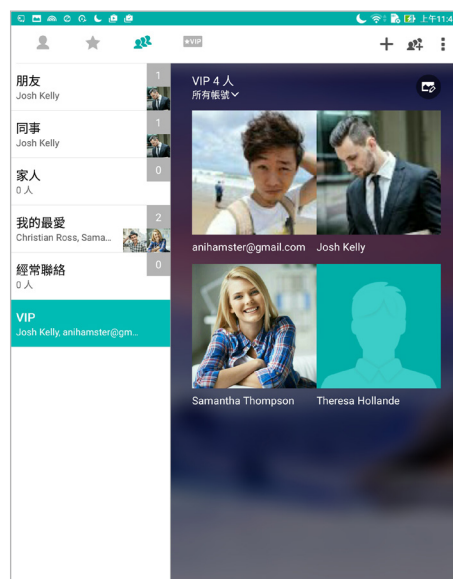 上午11:4
VIP
朋友
1
Josh Kelly
同事
1
Josh Kelly
家人
0
0 人
我的最愛
2
Christian Ross, Sama...
經常聯絡
0
0 人
VIP
Josh Kelly, anihamster@gm...
VIP 4 人
所有帳號
anihamster@gmail.com
Josh Kelly
Samantha Thompson
Theresa Hollande